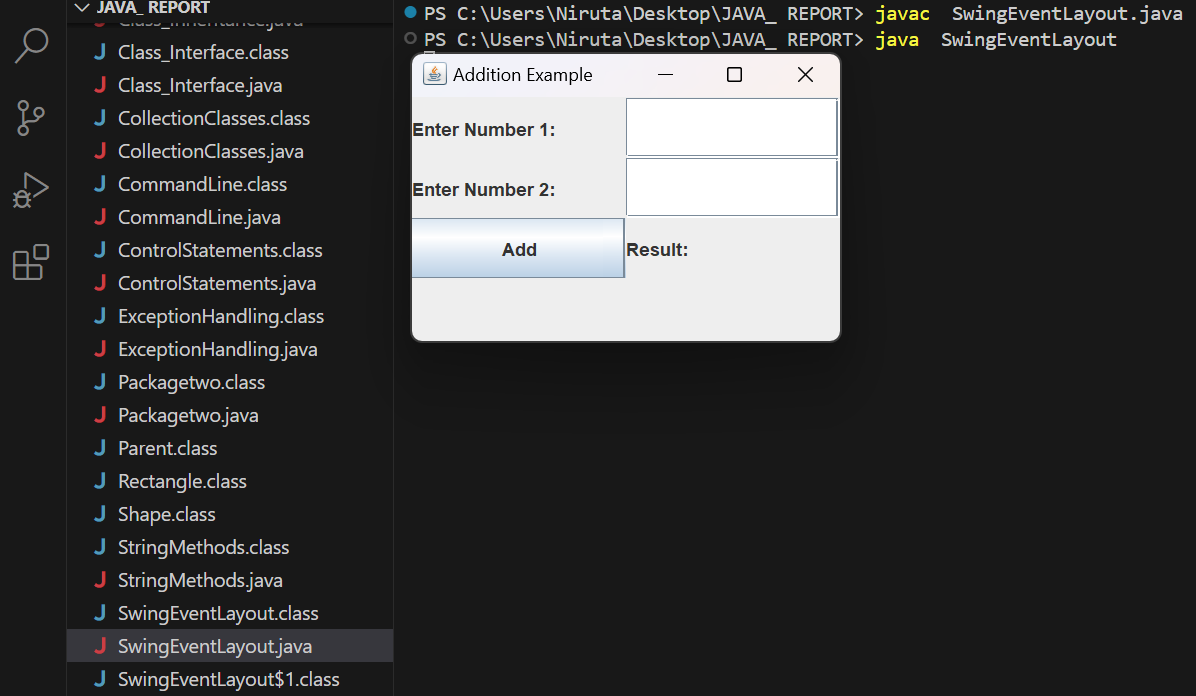 JAVA_ REPORT
Class_Inheritance.java
Class_Interface.class
Class_Interface.java
CollectionClasses.class
CollectionClasses.java
CommandLine.class
CommandLine.java
ControlStatements.class
ControlStatements.java
ExceptionHandling.class
ExceptionHandling.java
Packagetwo.class
Packagetwo.java
Parent.class
Rectangle.class
Shape.class
StringMethods.class
StringMethods.java
SwingEventLayout.class
SwingEventLayout.java
SwingEventLayout$1.class
PS C:\Users\Niruta\Desktop\JAVA_ REPORT> javac  SwingEventLayout.java
PS C:\Users\Niruta\Desktop\JAVA_ REPORT> java  SwingEventLayout
Addition Example
Enter Number 1:
Enter Number 2:
Add
Result: